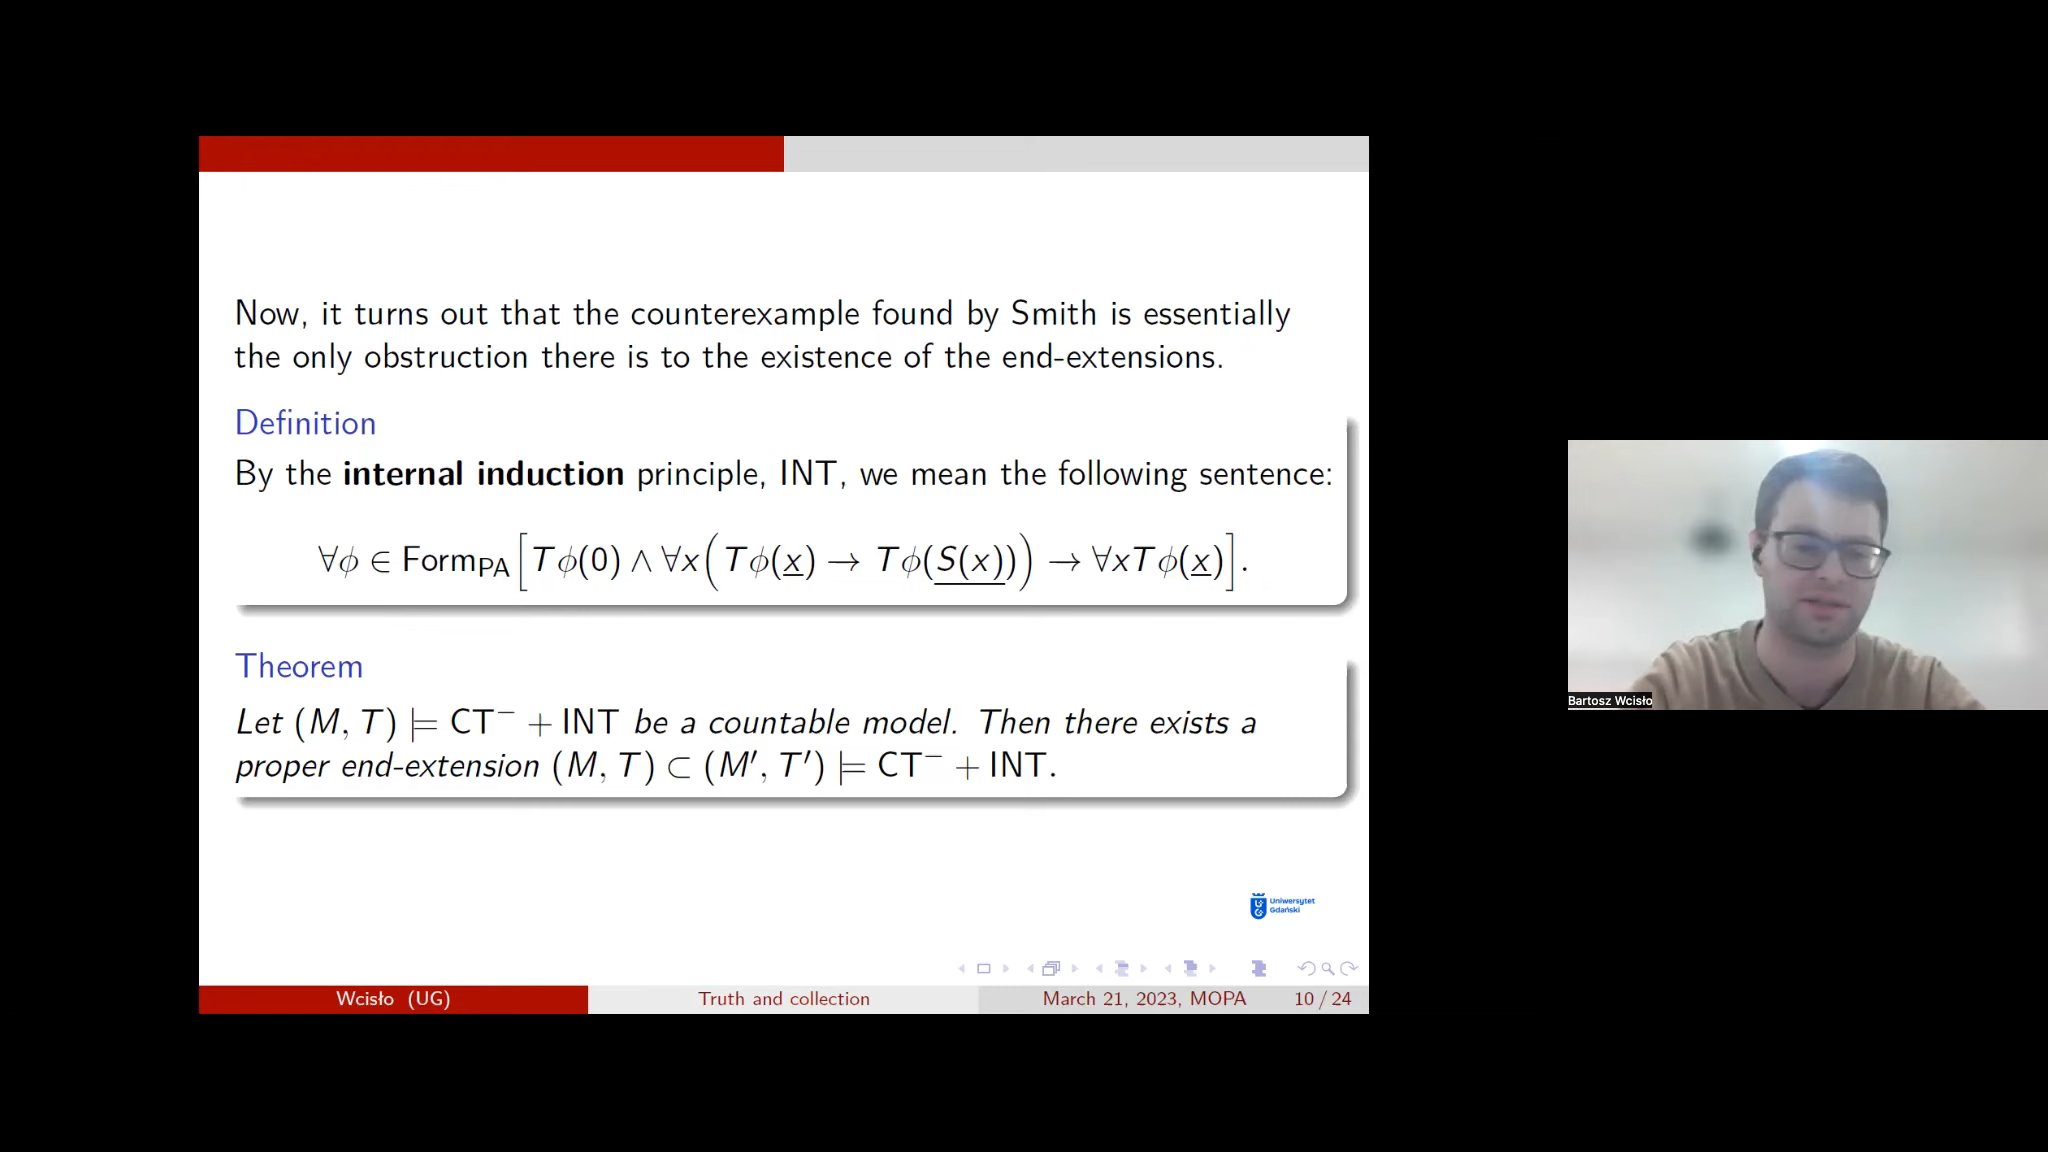 Now, it turns out that the counterexample found by Smith is essentially
the only obstruction there is to the existence of the end-extensions.
Definition
By the internal induction principle, INT, we mean the following sentence:
∀ϕ ∈ Form_PA [Tϕ(0) ∧ ∀x(Tϕ(x̲) → Tϕ(S̲(̲x̲)̲)) → ∀xTϕ(x̲)].
Theorem
Let (M, T) ⊨ CT⁻ + INT be a countable model. Then there exists a
proper end-extension (M′, T′) ⊃ (M, T) ⊨ CT⁻ + INT.
Uniwersytet
Gdański
Wcisło (UG) Truth and collection March 21, 2023, MOPA 10 / 24
Bartosz Wcisło